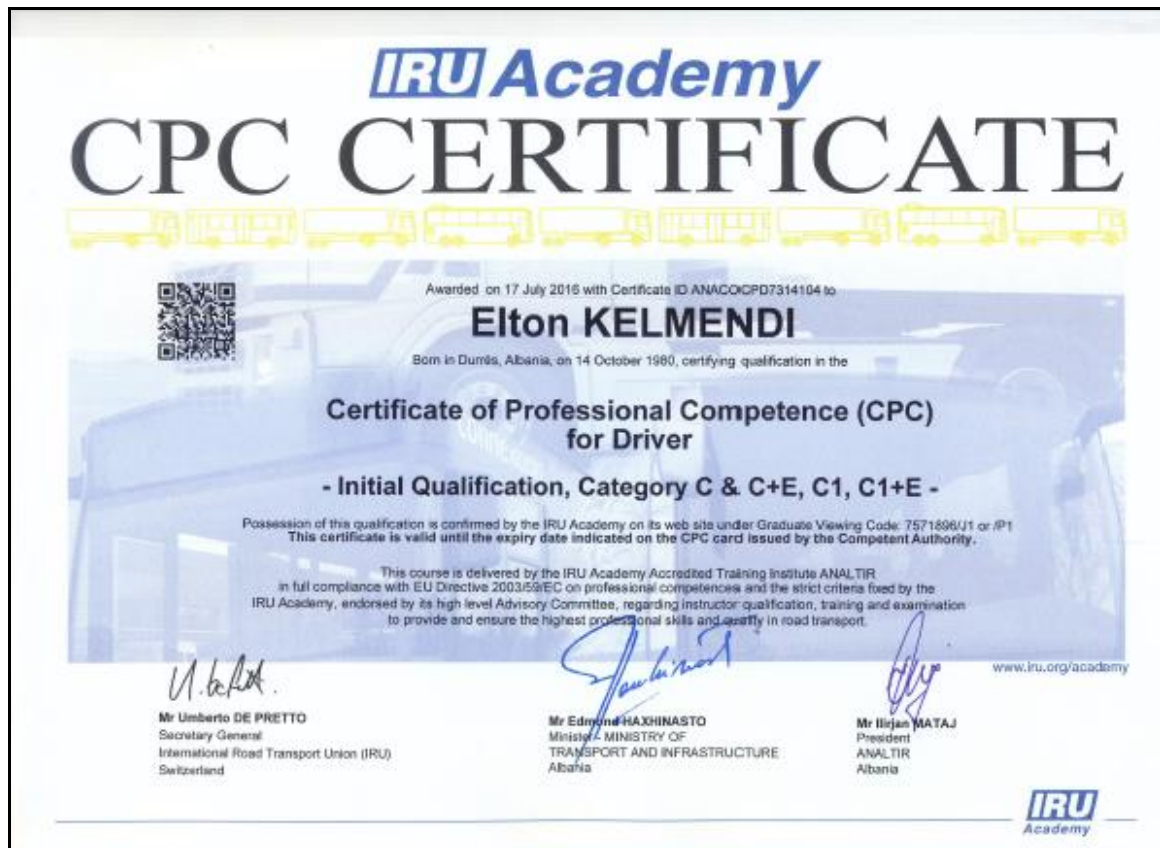 IRU Academy
CPC CERTIFICATE
Awarded on 17 July 2016 with Certificate ID ANACOICPD7314104 to
Elton KELMENDI
Born in Durrës, Albania, on 14 October 1980, certifying qualification in the
Certificate of Professional Competence (CPC)
for Driver
- Initial Qualification, Category C & C+E, C1, C1+E -
Possession of this qualification is confirmed by the IRU Academy on its web site under Graduate Viewing Code: 7571896/J1 or /P1
This certificate is valid until the expiry date indicated on the CPC card issued by the Competent Authority.
This course is delivered by the IRU Academy Accredited Training Institute ANALTIR
in full compliance with EU Directive 2003/59/EC on professional competences and the strict criteria fixed by the
IRU Academy, endorsed by its high level Advisory Committee, regarding instructor qualification, training and examination
to provide and ensure the highest professional skills and quality in road transport.
www.iru.org/academy
Mr Umberto DE PRETTO
Secretary General
International Road Transport Union (IRU)
Switzerland
Mr Edmond HAXHINASTO
Minister - MINISTRY OF
TRANSPORT AND INFRASTRUCTURE
Albania
Mr Ilirjan MATAJ
President
ANALTIR
Albania
IRU
Academy